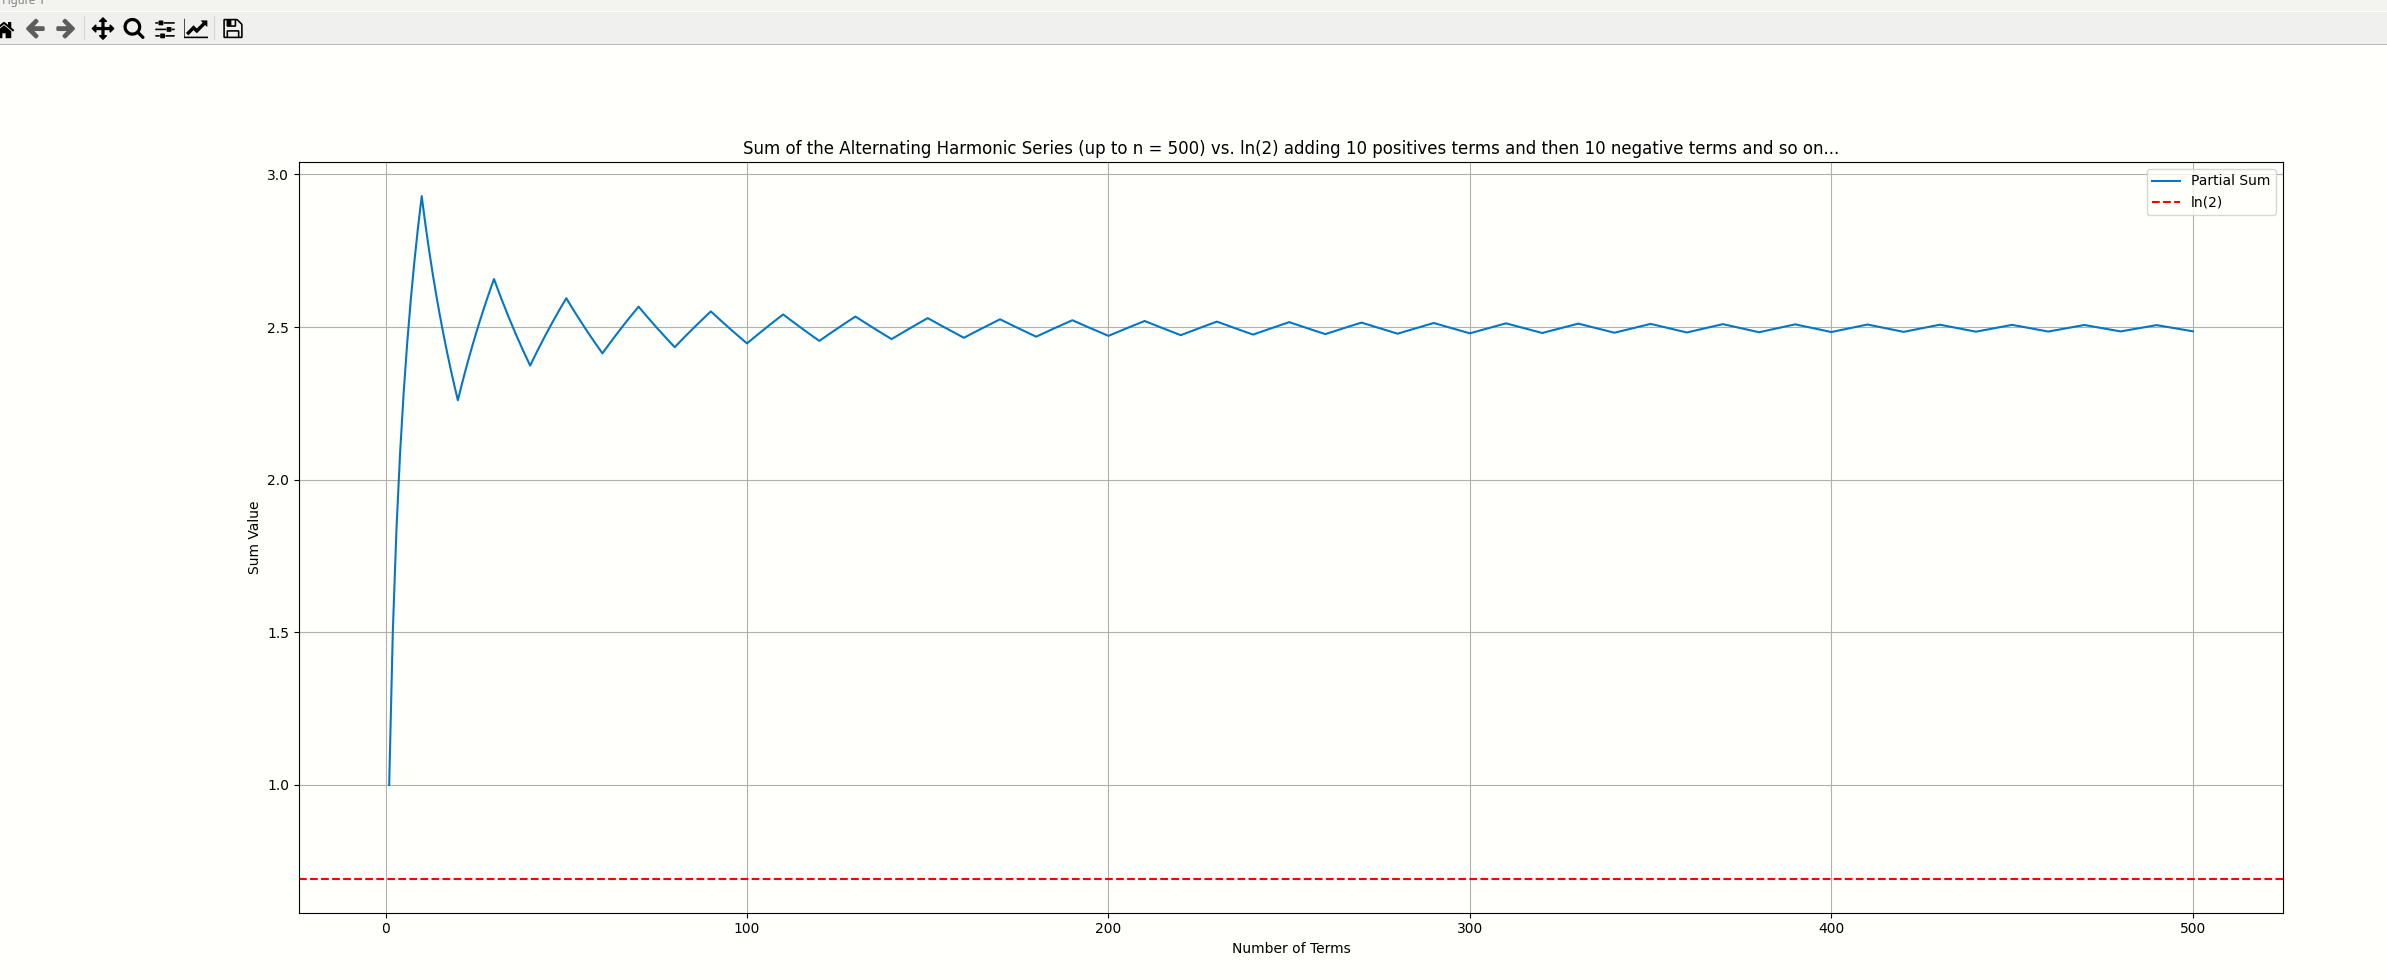 Figure 1
Sum of the Alternating Harmonic Series (up to n = 500) vs. ln(2) adding 10 positives terms and then 10 negative terms and so on...
Partial Sum
ln(2)
3.0
2.5
2.0
1.5
1.0
Sum Value
0
100
200
300
400
500
Number of Terms